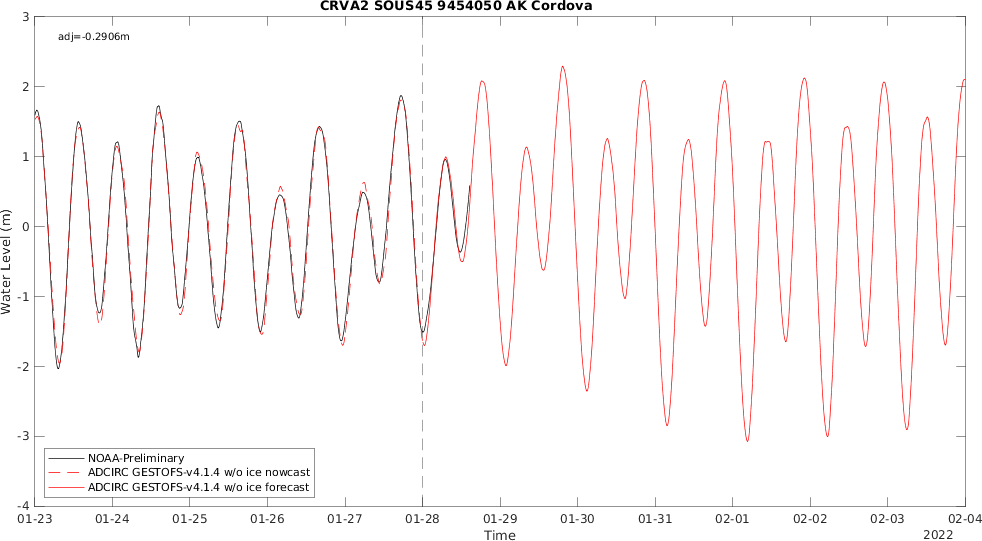 CRVA2 SOUS45 9454050 AK Cordova
adj=-0.2906m
3
2
1
0
-1
-2
-3
-4
Water Level (m)
NOAA-Preliminary
ADCIRC GESTOFS-v4.1.4 w/o ice nowcast
ADCIRC GESTOFS-v4.1.4 w/o ice forecast
01-23 01-24 01-25 01-26 01-27 01-28 01-29 01-30 01-31 02-01 02-02 02-03 02-04
Time
2022